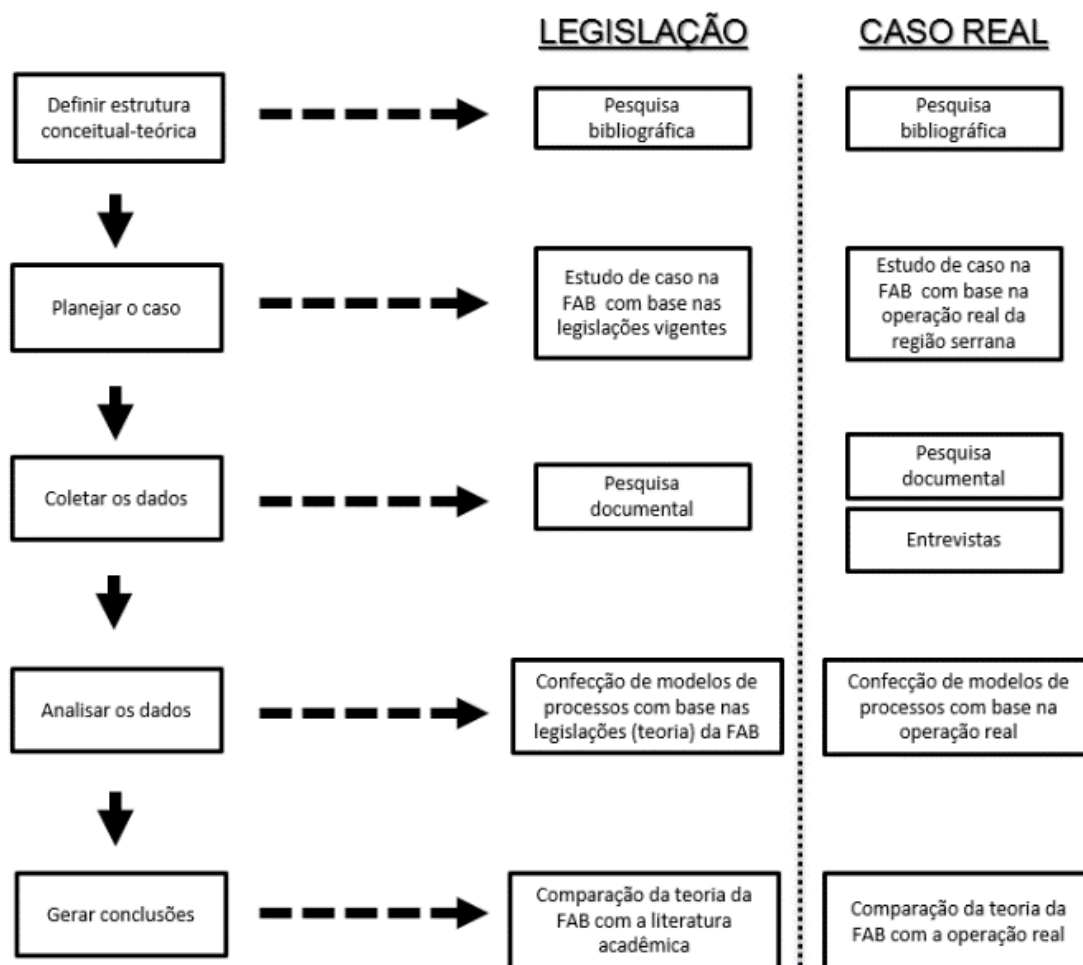 LEGISLAÇÃO
CASO REAL
Definir estrutura
conceitual-teórica
Pesquisa
bibliográfica
Pesquisa
bibliográfica
Planejar o caso
Estudo de caso na
FAB com base nas
legislações vigentes
Estudo de caso na
FAB com base na
operação real da
região serrana
Coletar os dados
Pesquisa
documental
Pesquisa
documental
Entrevistas
Analisar os dados
Confecção de modelos de
processos com base nas
legislações (teoria) da FAB
Confecção de modelos de
processos com base na
operação real
Gerar conclusões
Comparação da teoria da
FAB com a literatura
acadêmica
Comparação da teoria da
FAB com a operação real